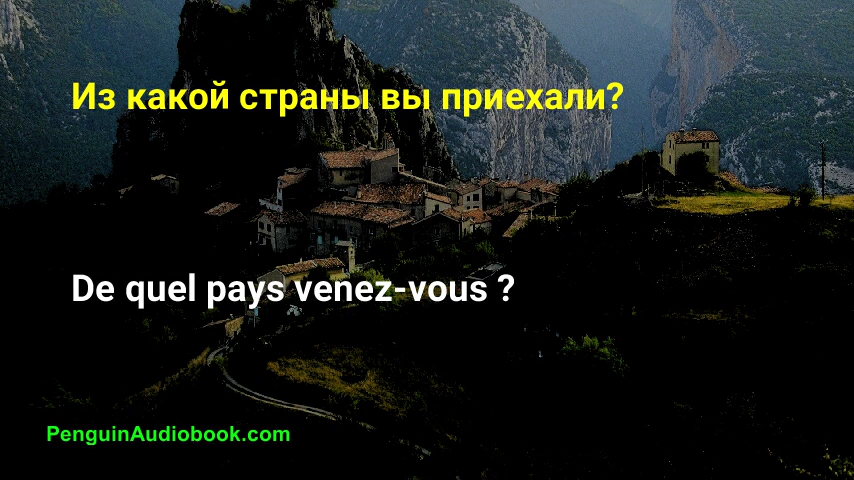 Из какой страны вы приехали?
De quel pays venez-vous ?
PenguinAudiobook.com